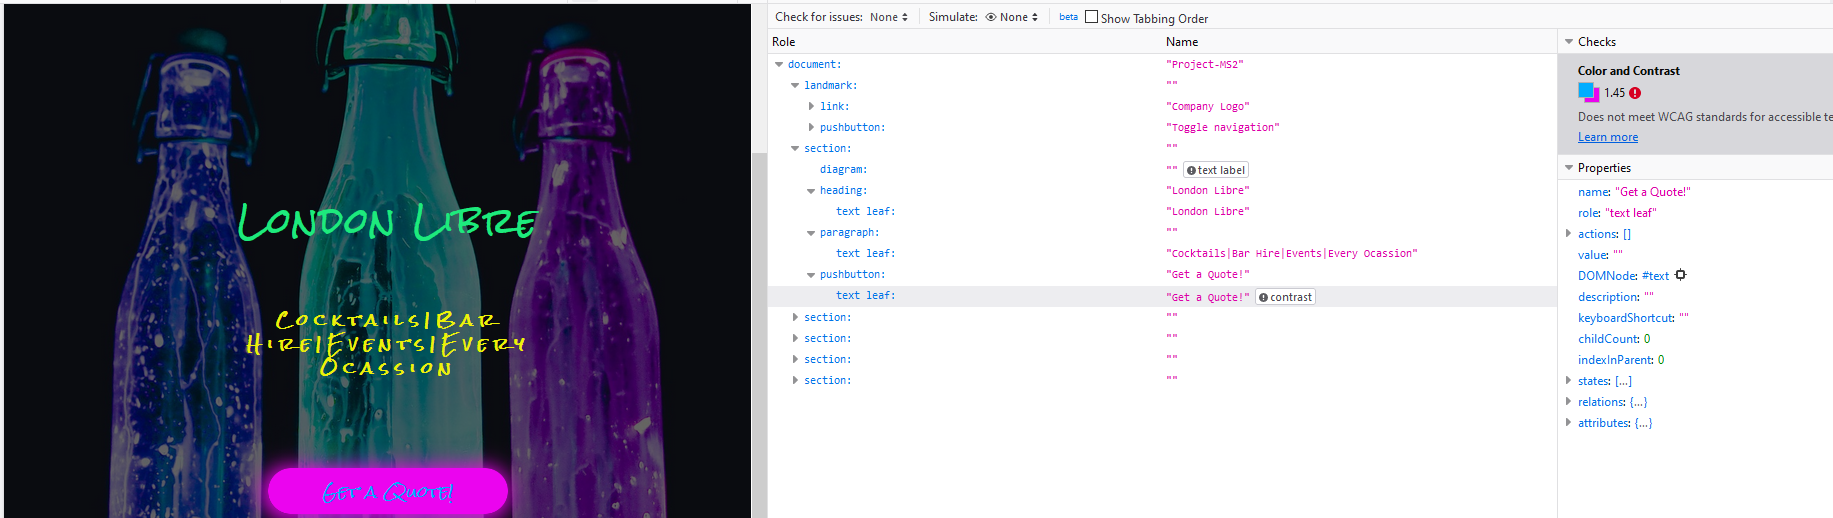 Check for issues: None Simulate: None beta Show Tabbing Order
Role Name Checks
document: "Project-MS2"
Color and Contrast
landmark: ""
1.45
link: "Company Logo"
Does not meet WCAG standards for accessible te
pushbutton: "Toggle navigation"
Learn more
section: ""
diagram: "" text label
Properties
heading: "London Libre"
name: "Get a Quote!"
text leaf: "London Libre"
role: "text leaf"
paragraph: ""
actions: []
text leaf: "Cocktails|Bar Hire|Events|Every Ocassion"
value: ""
pushbutton: "Get a Quote!"
DOMNode: #text
text leaf: "Get a Quote!" contrast
description: ""
section: ""
keyboardShortcut: ""
section: ""
childCount: 0
section: ""
indexInParent: 0
section: ""
states: [...]
relations: {...}
attributes: {...}
London Libre
Cocktails|Bar
Hire|Events|Every
Ocassion
Get a Quote!